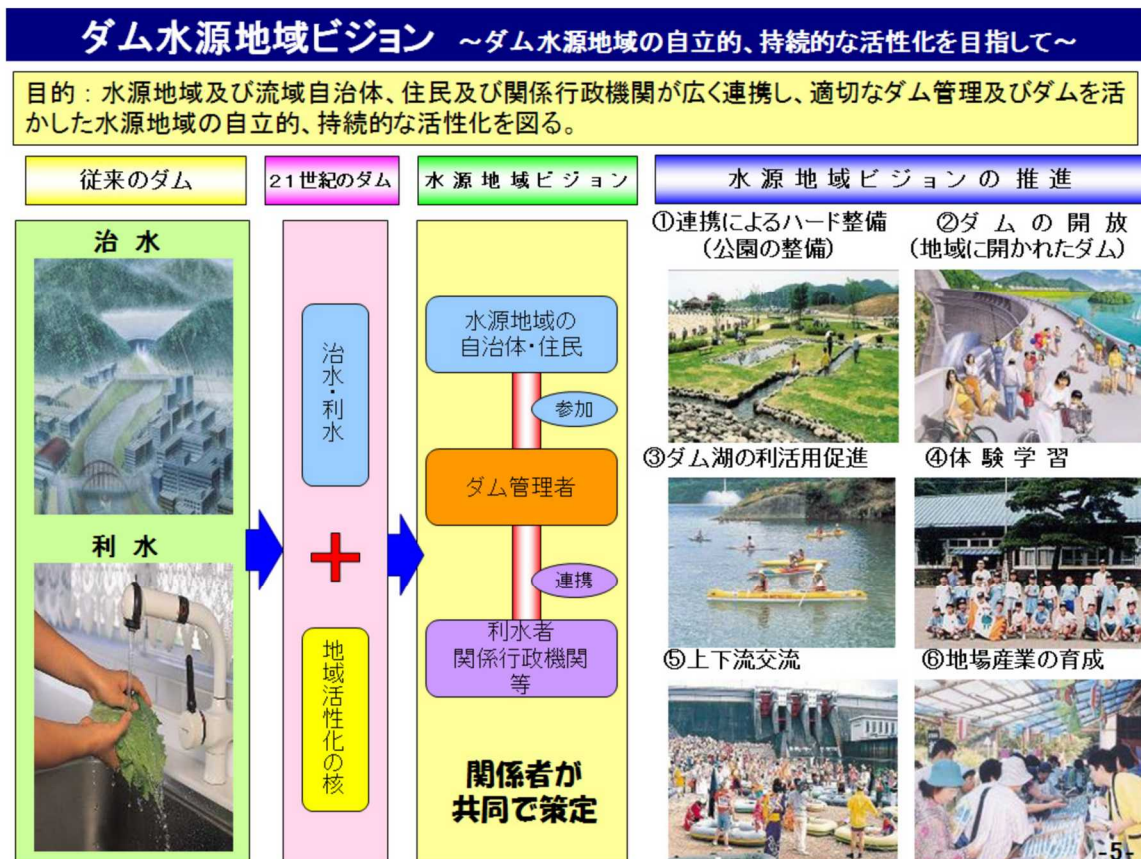 ダム水源地域ビジョン ～ダム水源地域の自立的、持続的な活性化を目指して～
目的：水源地域及び流域自治体、住民及び関係行政機関が広く連携し、適切なダム管理及びダムを活
かした水源地域の自立的、持続的な活性化を図る。
従来のダム
21世紀のダム
水源地域ビジョン
水源地域ビジョンの推進
治水
利水
治水・利水
＋
地域活性化の核
水源地域の
自治体・住民
参加
ダム管理者
連携
利水者
関係行政機関
等
関係者が
共同で策定
①連携によるハード整備
(公園の整備)
②ダムの開放
(地域に開かれたダム)
③ダム湖の利活用促進
④体験学習
⑤上下流交流
⑥地場産業の育成
-5-